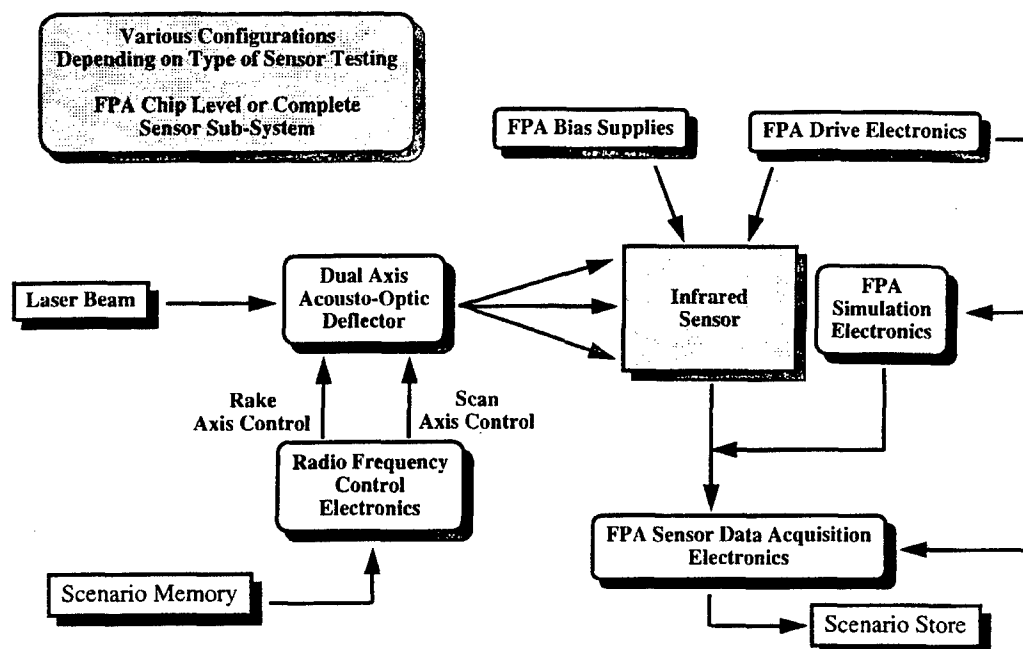 Various Configurations
Depending on Type of Sensor Testing
FPA Chip Level or Complete
Sensor Sub-System
FPA Bias Supplies
FPA Drive Electronics
Laser Beam
Dual Axis
Acousto-Optic
Deflector
Infrared
Sensor
FPA
Simulation
Electronics
Rake
Axis Control
Scan
Axis Control
Radio Frequency
Control
Electronics
FPA Sensor Data Acquisition
Electronics
Scenario Memory
Scenario Store